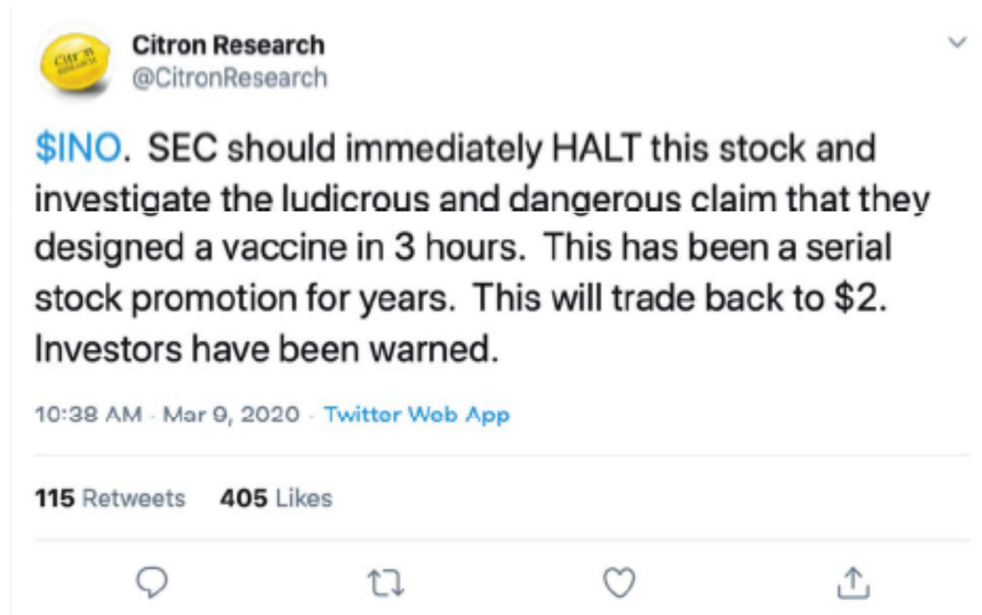 Citron Research
@CitronResearch
$INO. SEC should immediately HALT this stock and
investigate the ludicrous and dangerous claim that they
designed a vaccine in 3 hours. This has been a serial
stock promotion for years. This will trade back to $2.
Investors have been warned.
10:38 AM · Mar 9, 2020 · Twitter Web App
115 Retweets 405 Likes